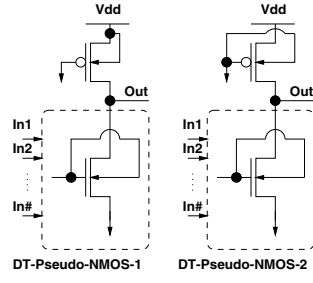 Vdd
Vdd
Out
Out
In1
In2
In#
In1
In2
In#
DT-Pseudo-NMOS-1
DT-Pseudo-NMOS-2